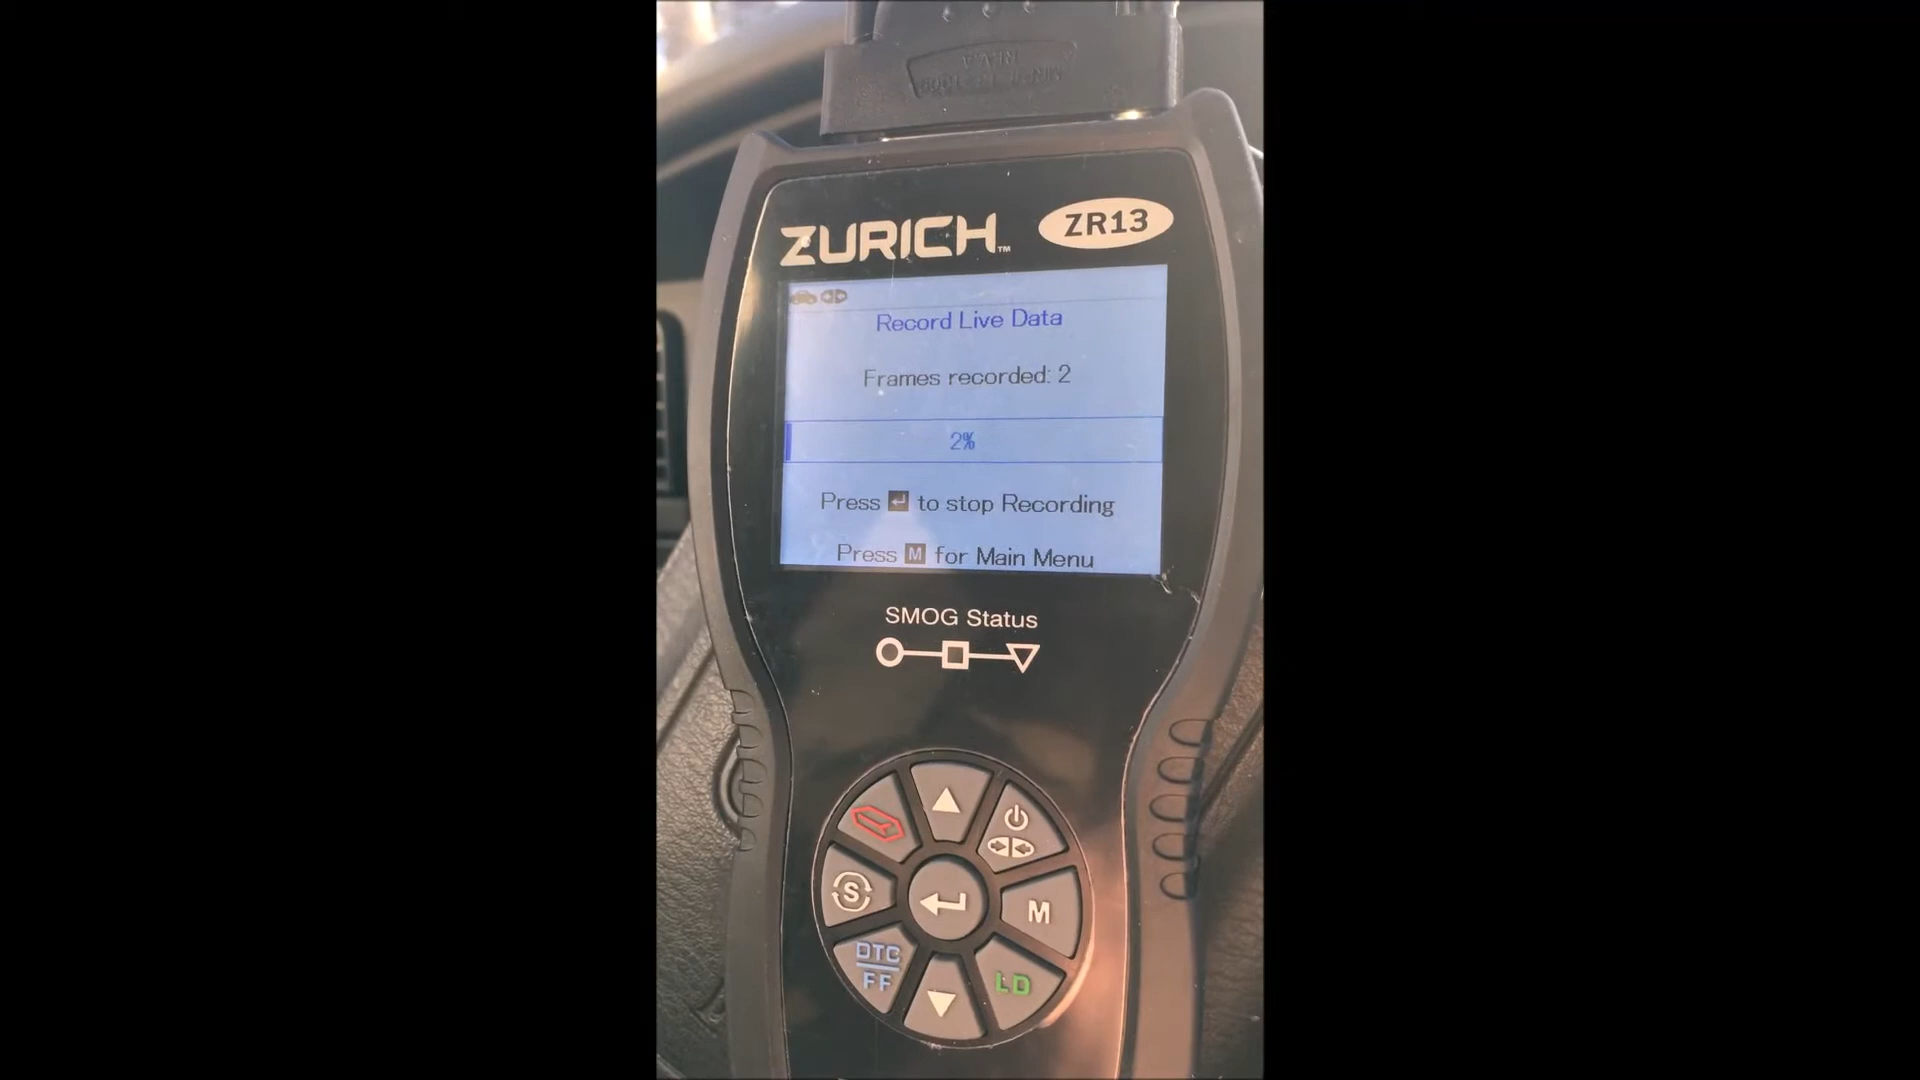 ZURICH™ ZR13
Record Live Data
Frames recorded: 2
2%
Press ↵ to stop Recording
Press M for Main Menu
SMOG Status
S
M
DTC
FF
LD